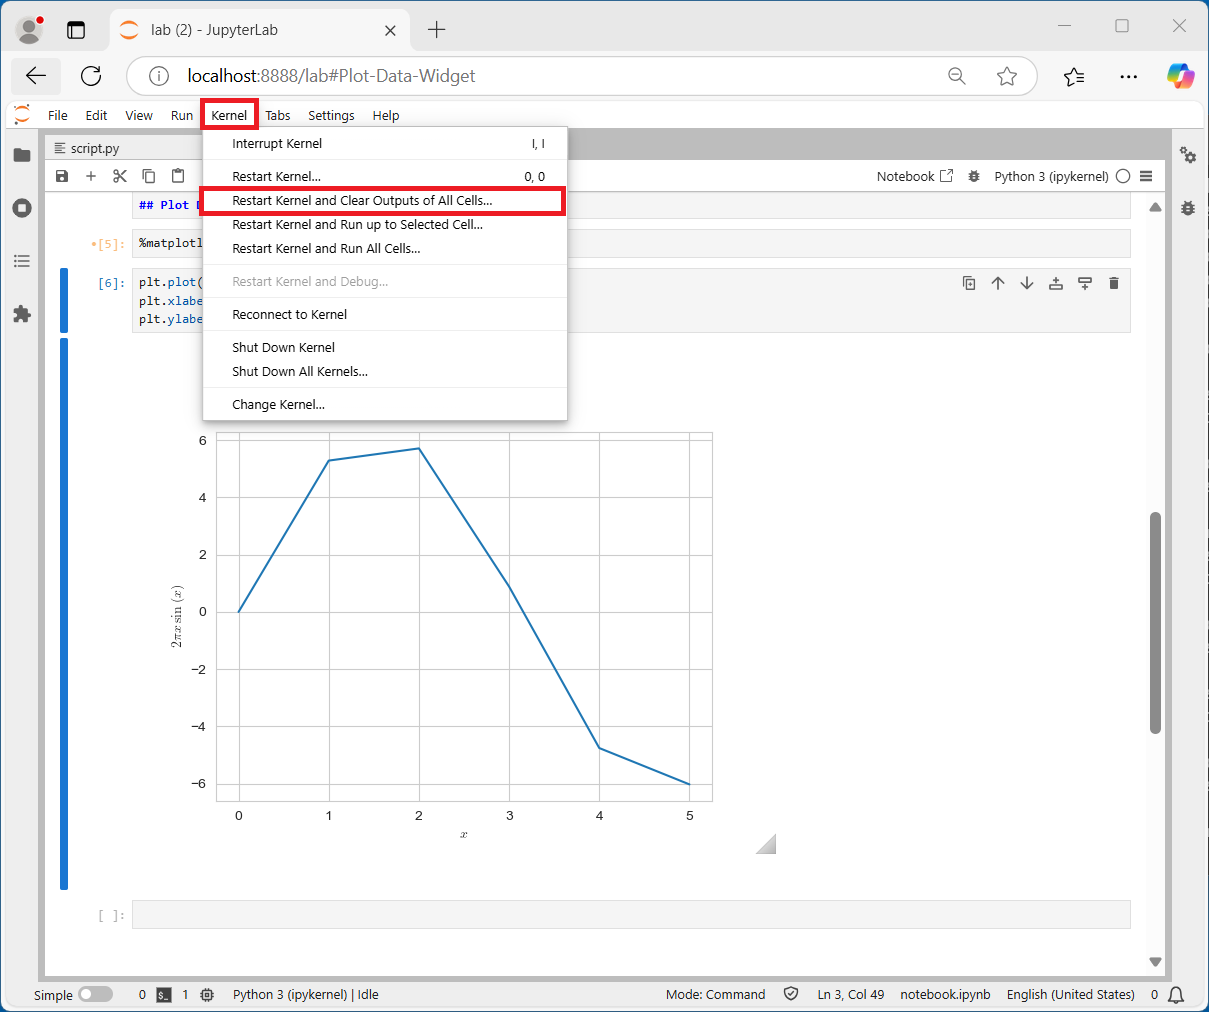 lab (2) - JupyterLab
localhost:8888/lab#Plot-Data-Widget
File Edit View Run Kernel Tabs Settings Help
script.py
Interrupt Kernel I, I
Restart Kernel... 0, 0
Restart Kernel and Clear Outputs of All Cells...
Restart Kernel and Run up to Selected Cell...
Restart Kernel and Run All Cells...
Restart Kernel and Debug...
Reconnect to Kernel
Shut Down Kernel
Shut Down All Kernels...
Change Kernel...
Notebook Python 3 (ipykernel)
## Plot
[5]: %matplotl
[6]: plt.plot(
plt.xlabe
plt.ylabe
6
4
2
0
−2
−4
−6
2πx sin (x)
0 1 2 3 4 5
x
[ ]:
Simple 0 $_ 1 Python 3 (ipykernel) | Idle Mode: Command Ln 3, Col 49 notebook.ipynb English (United States) 0